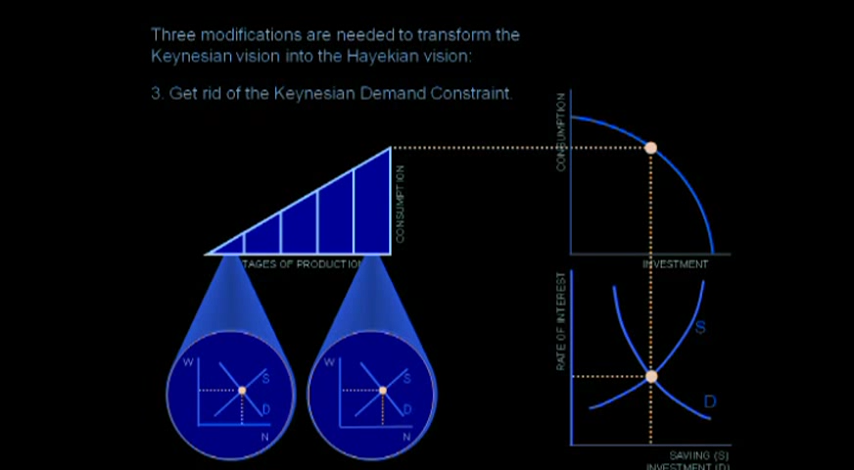 Three modifications are needed to transform the
Keynesian vision into the Hayekian vision:
3. Get rid of the Keynesian Demand Constraint.
CONSUMPTION
CONSUMPTION
TAGES OF PRODUCTIO
INVESTMENT
RATE OF INTEREST
S
D
W
S
D
N
W
S
D
N
SAVING (S)
INVESTMENT (D)